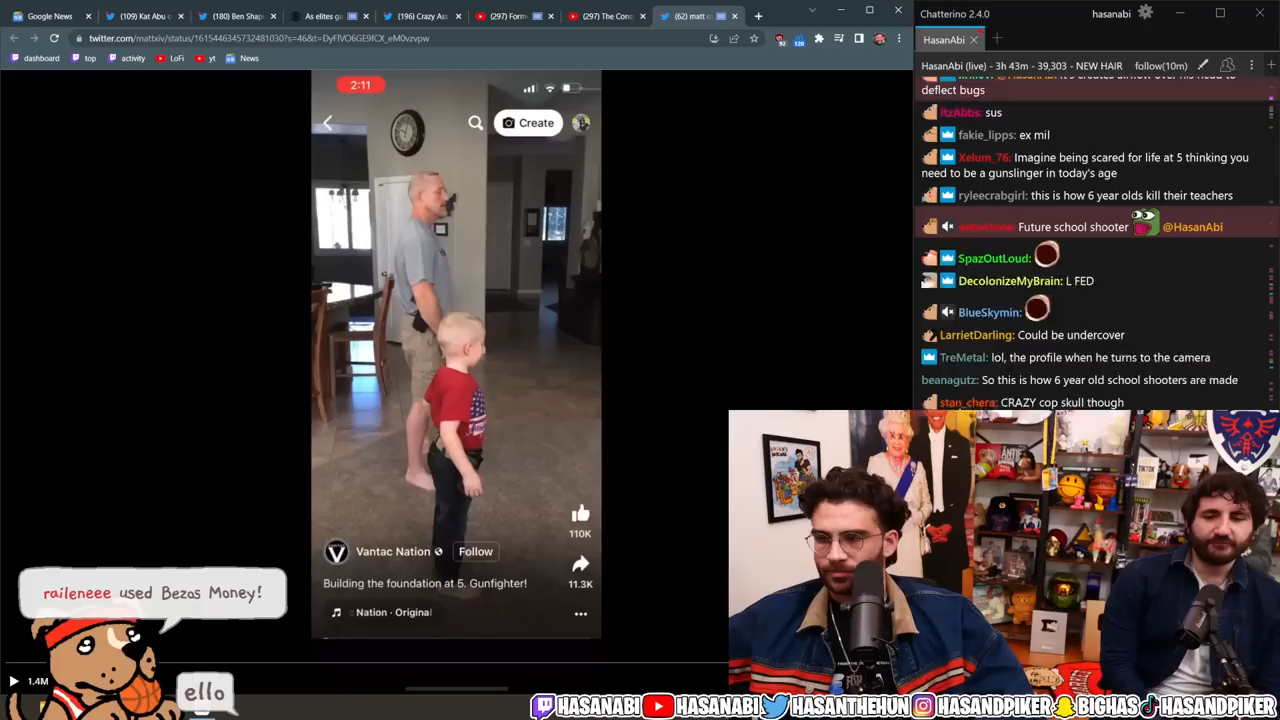 Google News
(109) Kat Abu o
(180) Ben Shap
As elites ga
(196) Crazy Ass
(297) Form
(297) The Con
(62) matt
twitter.com/mattxiv/status/1615446345732481030?s=46&t=DyFlVO6GE9fCX_eM0vzvpw
92
120
dashboard
top
activity
LoFi
yt
News
2:11
Create
Vantac Nation
Follow
Building the foundation at 5. Gunfighter!
Nation · Original
110K
11.3K
1.4M
raileneee used Bezos Money!
ello
Chatterino 2.4.0
hasanabi
HasanAbi
HasanAbi (live) - 3h 43m - 39,303 - NEW HAIR
follow(10m)
deflect bugs
ItzAbbs: sus
fakie_lipps: ex mil
Xelum_76: Imagine being scared for life at 5 thinking you
need to be a gunslinger in today's age
ryleecrabgirl: this is how 6 year olds kill their teachers
Future school shooter @HasanAbi
SpazOutLoud:
DecolonizeMyBrain: L FED
BlueSkymin:
LarrietDarling: Could be undercover
TreMetal: lol, the profile when he turns to the camera
beanagutz: So this is how 6 year old school shooters are made
stan_chera: CRAZY cop skull though
HASANABI
HASANABI
HASANTHEHUN
HASANDPIKER
BIGHAS
HASANDPIKER